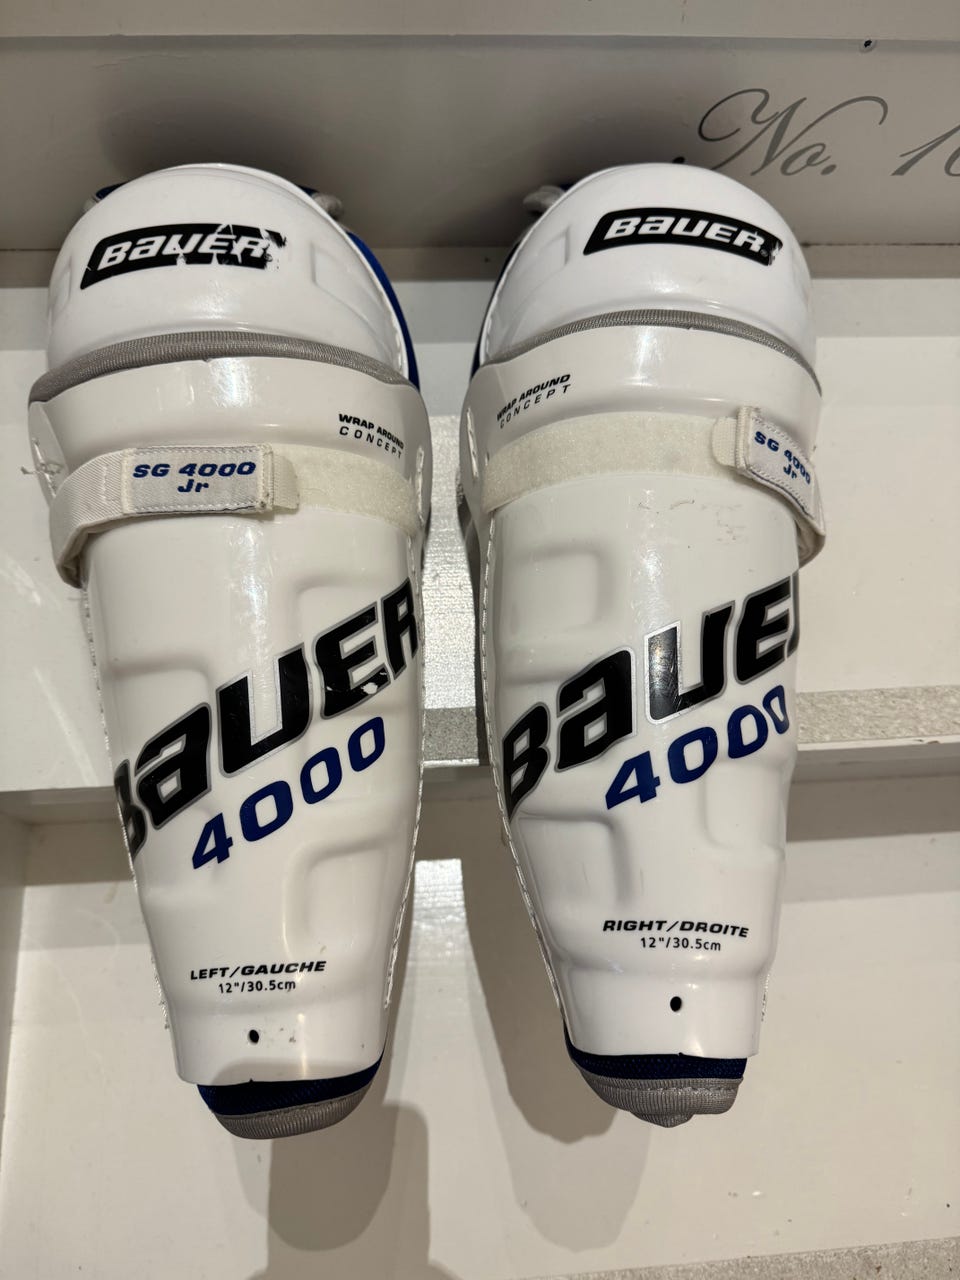 No. 10
BAUER
WRAP AROUND
CONCEPT
SG 4000
Jr
BAUER
4000
LEFT/GAUCHE
12"/30.5cm
BAUER
WRAP AROUND
CONCEPT
SG 4000
Jr
BAUER
4000
RIGHT/DROITE
12"/30.5cm